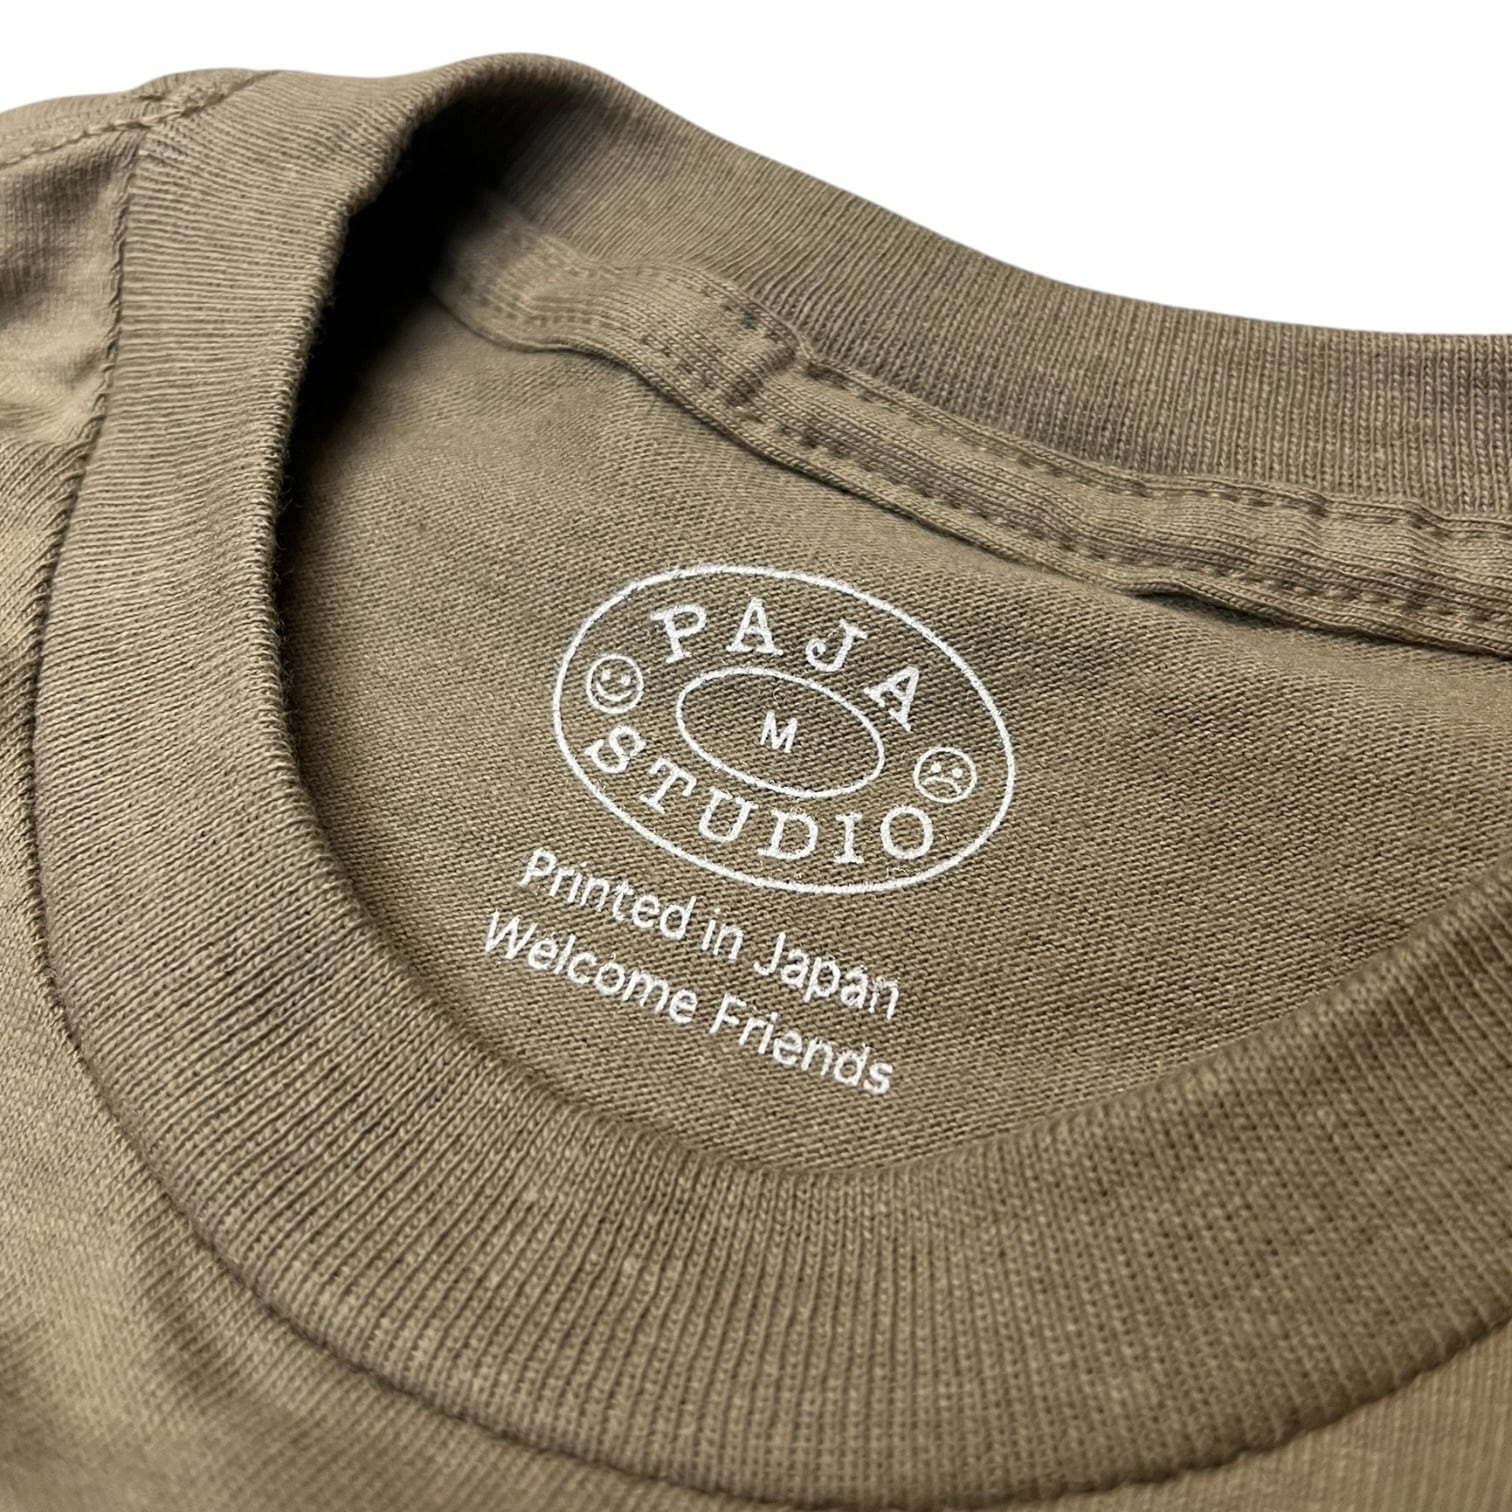 PAJA
M
STUDIO
Printed in Japan
Welcome Friends